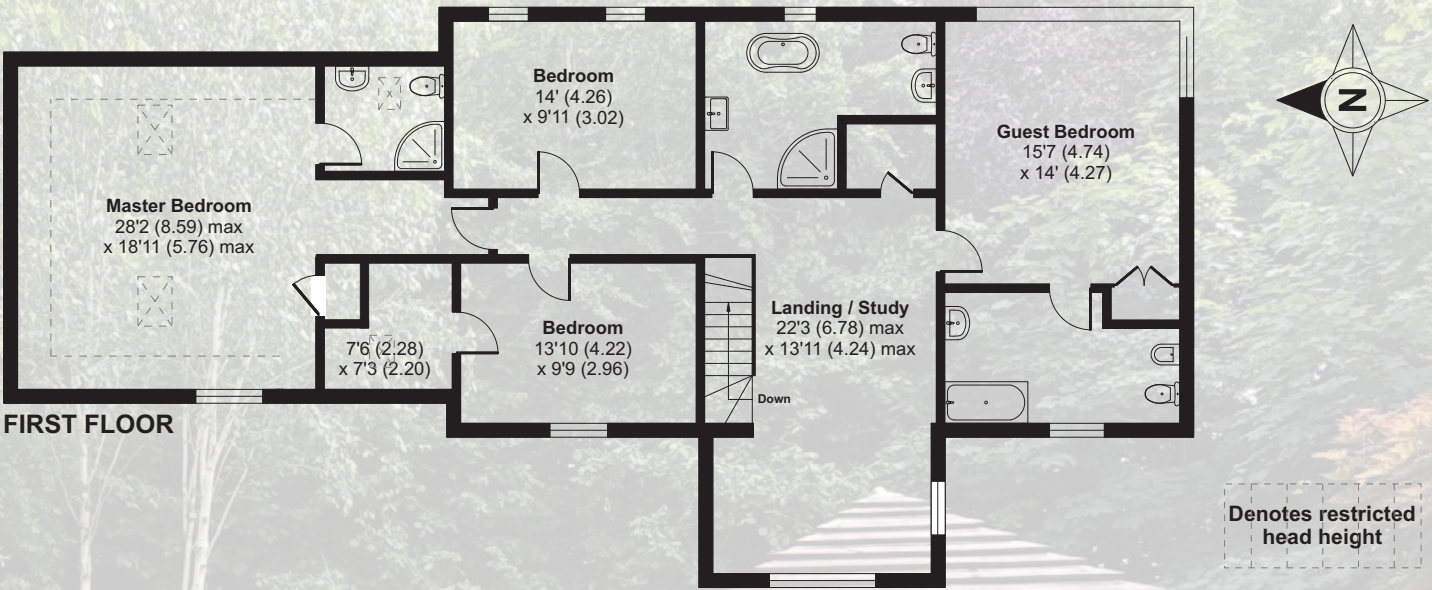 Bedroom
14' (4.26)
x 9'11 (3.02)
N
Guest Bedroom
15'7 (4.74)
x 14' (4.27)
Master Bedroom
28'2 (8.59) max
x 18'11 (5.76) max
Landing / Study
22'3 (6.78) max
x 13'11 (4.24) max
Bedroom
13'10 (4.22)
x 9'9 (2.96)
7'6 (2.28)
x 7'3 (2.20)
Down
FIRST FLOOR
Denotes restricted
head height